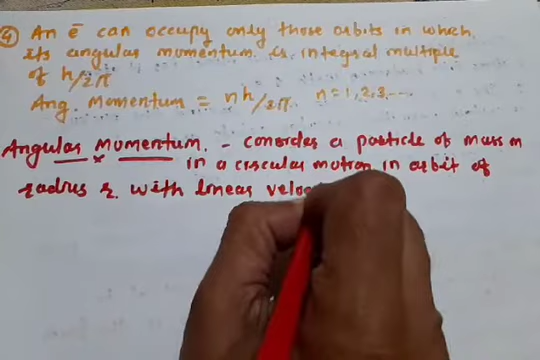 ④ An e̅ can occupy only those orbits in which
its angular momentum is integral multiple
of h/2π
Ang. Momentum = nh/2π. n=1,2,3,...
Angular Momentum. - consider a particle of mass m
in a circular motion in orbit of
radius r. with linear